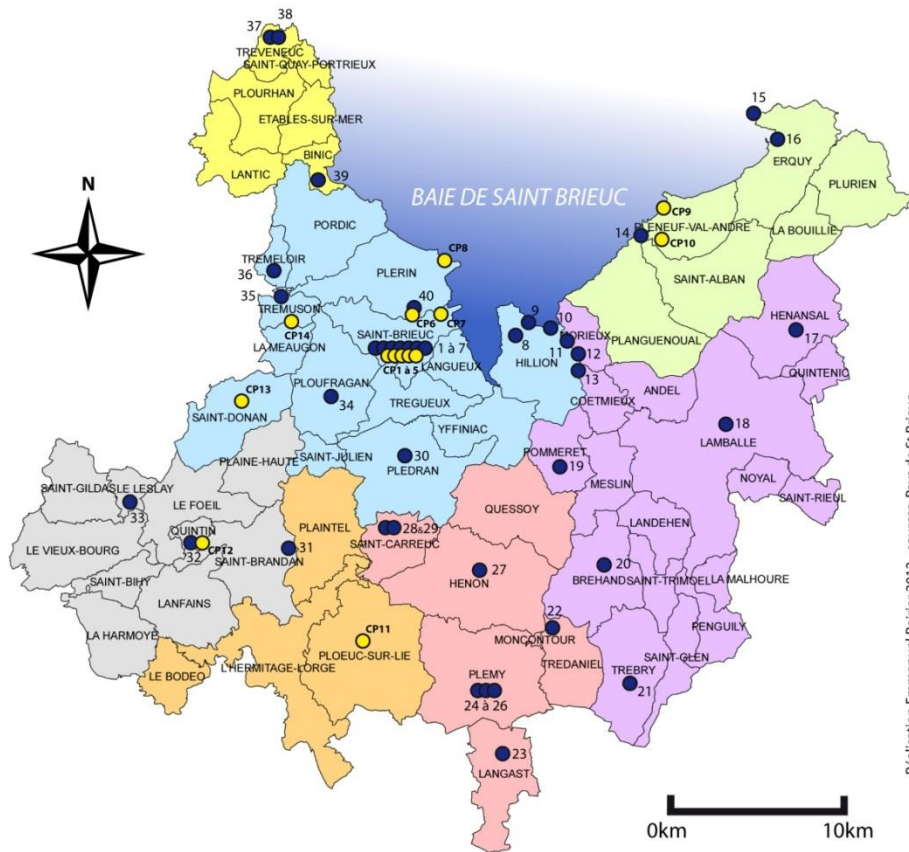 38
37
TREVENEUC
SAINT-QUAY-PORTRIEUX
PLOURHAN
ETABLES-SUR-MER
BINIC
LANTIC
39
N
BAIE DE SAINT BRIEUC
15
16
ERQUY
PLURIEN
CP9
PLENEUF-VAL-ANDRE
LA BOUILLIE
14
CP10
SAINT-ALBAN
PLANGUENOUAL
PORDIC
CP8
PLERIN
TREMELOIR
36
35
TREMUSON
CP14
LA MEAUGON
40
CP6
CP7
SAINT-BRIEUC
1 à 7
CP1 à 5
LANGUEUX
9
10
8
MORIEUX
11
12
HILLION
13
COETMIEUX
ANDEL
HENANSAL
17
QUINTENIC
CP13
SAINT-DONAN
PLOUFRAGAN
34
TREGUEUX
YFFINIAC
18
LAMBALLE
SAINT-JULIEN
30
PLEDRAN
POMMERET
19
MESLIN
NOYAL
SAINT-RIEUL
PLAINE-HAUTE
SAINT-GILDAS
LE LESLAY
33
LE FOEIL
QUINTIN
32
CP12
LE VIEUX-BOURG
SAINT-BRANDAN
31
PLAINTEL
28&29
SAINT-CARREUC
QUESSOY
LANDEHEN
20
BREHAND
SAINT-TRIMOEL
LA MALHOURE
SAINT-BIHY
LANFAINS
27
HENON
22
MONCONTOUR
PENGUILY
LA HARMOYE
CP11
PLOEUC-SUR-LIE
L'HERMITAGE-LORGE
LE BODEO
TREDANIEL
SAINT-GLEN
TREBRY
21
PLEMY
24 à 26
23
LANGAST
0km
10km